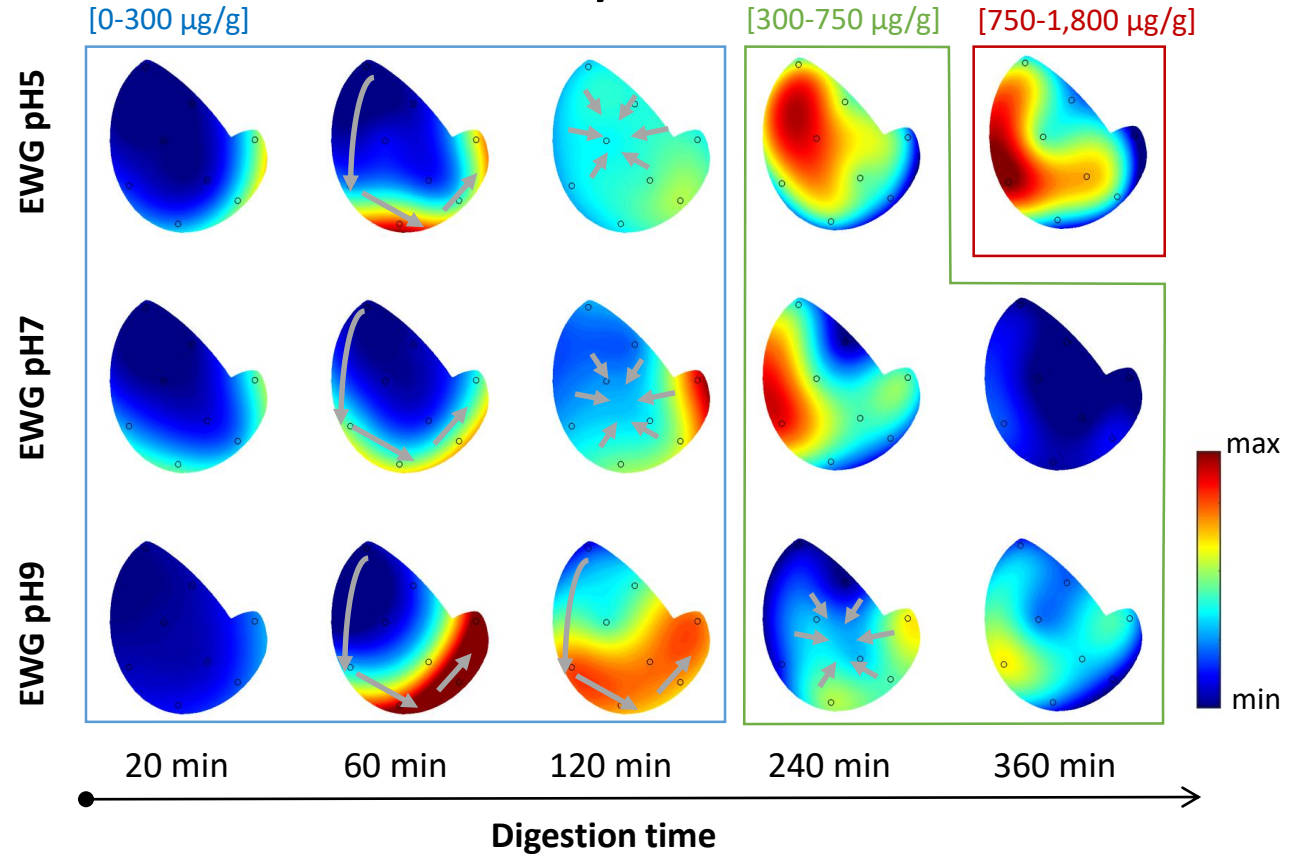 [0-300 µg/g]
[300-750 µg/g]
[750-1,800 µg/g]
EWG pH5
EWG pH7
EWG pH9
max
min
20 min
60 min
120 min
240 min
360 min
Digestion time